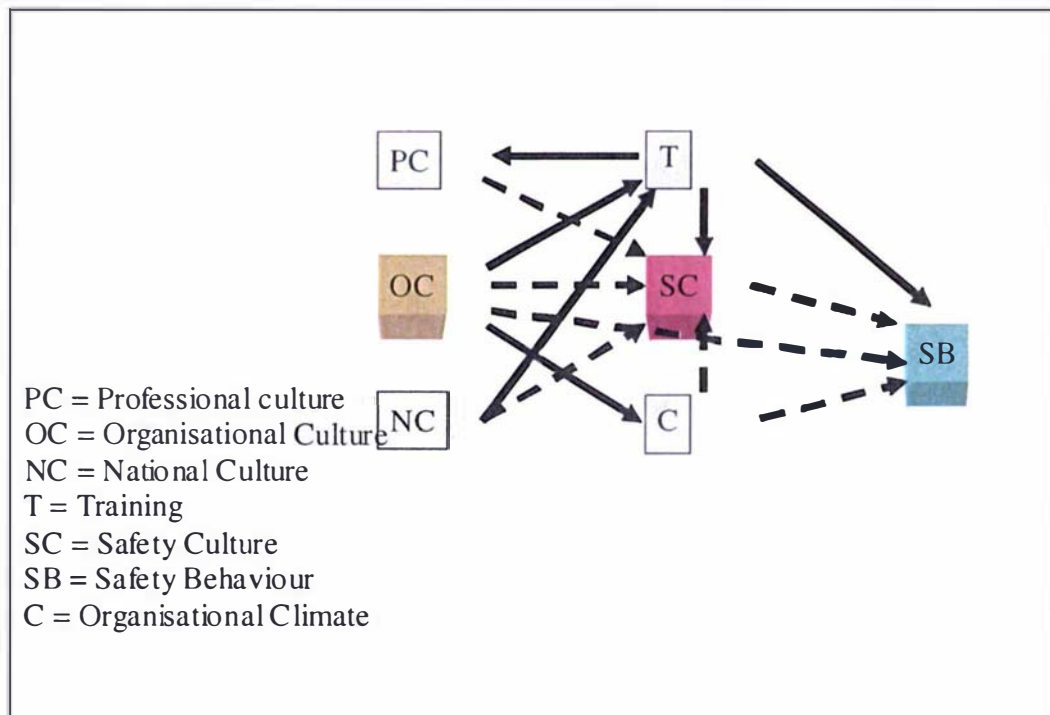 PC
T
OC
SC
SB
NC
C
PC = Professional culture
OC = Organisational Culture
NC = National Culture
T = Training
SC = Safety Culture
SB = Safety Behaviour
C = Organisational Climate